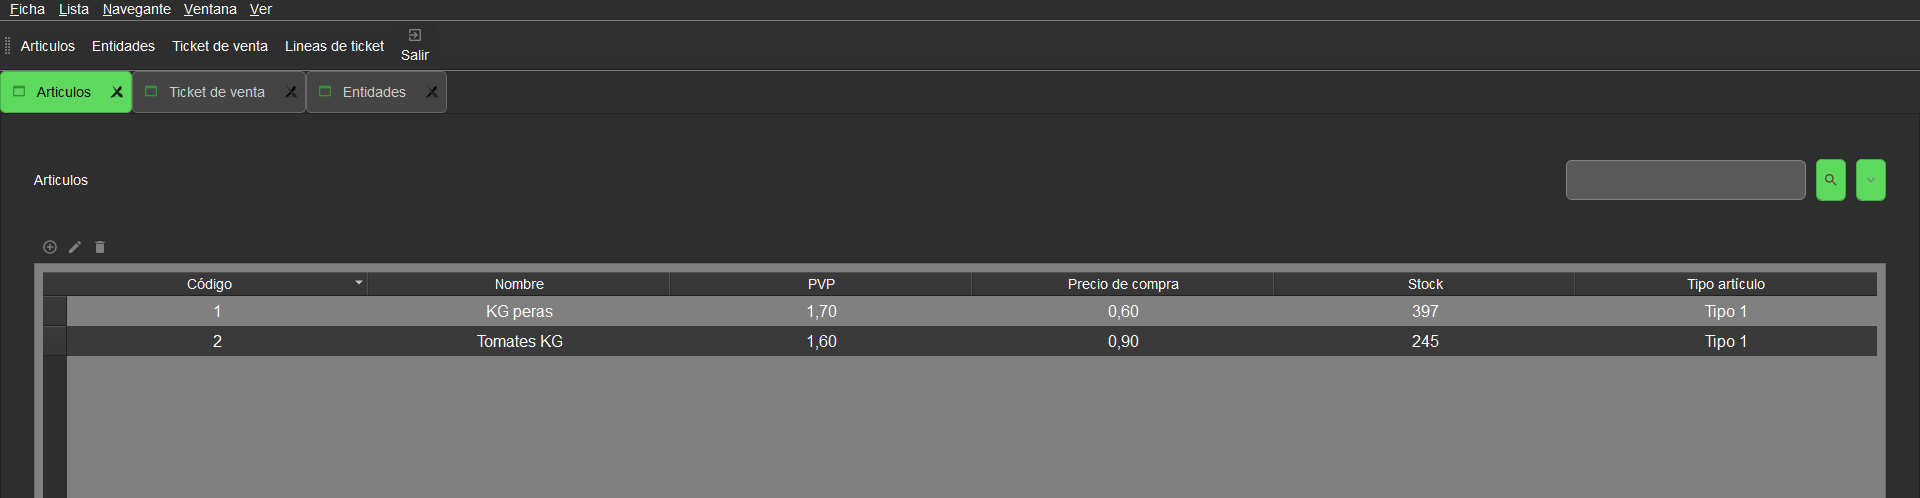 Ficha Lista Navegante Ventana Ver
Articulos Entidades Ticket de venta Lineas de ticket Salir
Articulos Ticket de venta Entidades
Articulos
Código Nombre PVP Precio de compra Stock Tipo artículo
1 KG peras 1,70 0,60 397 Tipo 1
2 Tomates KG 1,60 0,90 245 Tipo 1